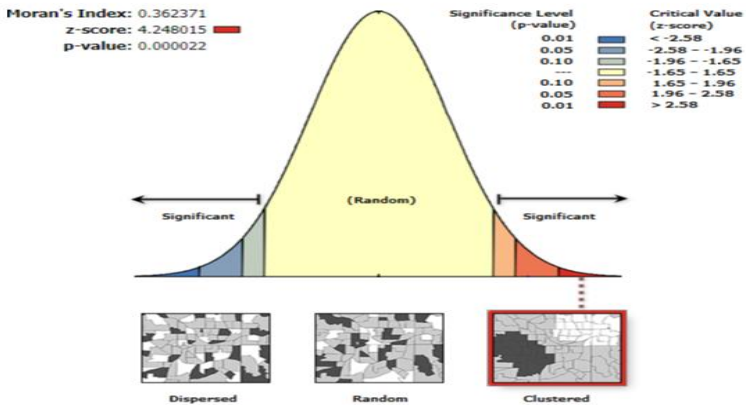 Moran's Index: 0.362371
z-score: 4.248015
p-value: 0.000022
Significance Level
(p-value)
Critical Value
(z-score)
0.01 < -2.58
0.05 -2.58 - -1.96
0.10 -1.96 - -1.65
--- -1.65 - 1.65
0.10 1.65 - 1.96
0.05 1.96 - 2.58
0.01 > 2.58
Significant
(Random)
Significant
Dispersed
Random
Clustered